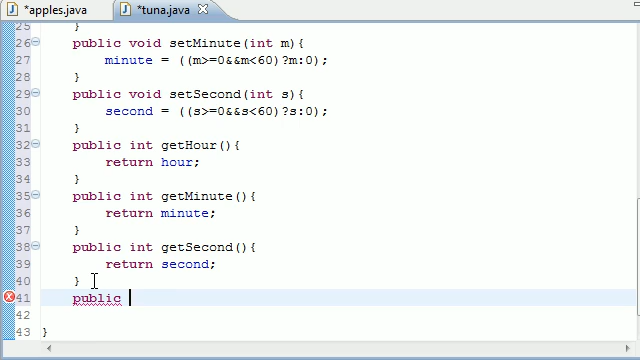 *apples.java *tuna.java
25 }
26 public void setMinute(int m){
27 minute = ((m>=0&&m<60)?m:0);
28 }
29 public void setSecond(int s){
30 second = ((s>=0&&s<60)?s:0);
31 }
32 public int getHour(){
33 return hour;
34 }
35 public int getMinute(){
36 return minute;
37 }
38 public int getSecond(){
39 return second;
40 }
41 public
42
43 }